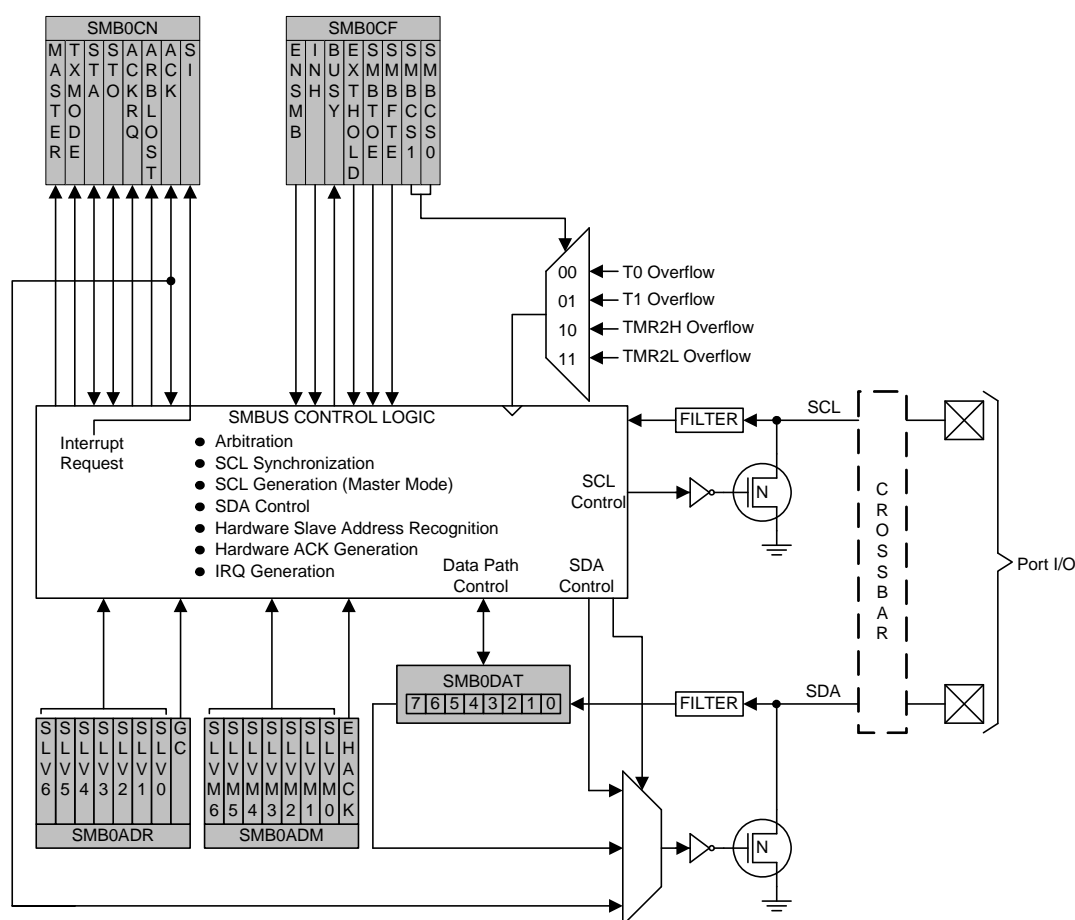 SMB0CN
MASTER
TXMODE
STA
STO
ACKRQ
ARBLOST
ACK
SI
SMB0CF
ENSMB
INH
BUSY
EXTHOLD
SMBTOE
SMBFTE
SMBCS1
SMBCS0
00
T0 Overflow
01
T1 Overflow
10
TMR2H Overflow
11
TMR2L Overflow
SMBUS CONTROL LOGIC
Interrupt
Request
● Arbitration
● SCL Synchronization
● SCL Generation (Master Mode)
● SDA Control
● Hardware Slave Address Recognition
● Hardware ACK Generation
● IRQ Generation
SCL
Control
Data Path
Control
SDA
Control
FILTER
SCL
N
CROSSBAR
Port I/O
SMB0DAT
7 6 5 4 3 2 1 0
FILTER
SDA
N
SLV6
SLV5
SLV4
SLV3
SLV2
SLV1
SLV0
GC
SMB0ADR
SLVM6
SLVM5
SLVM4
SLVM3
SLVM2
SLVM1
SLVM0
EHACK
SMB0ADM